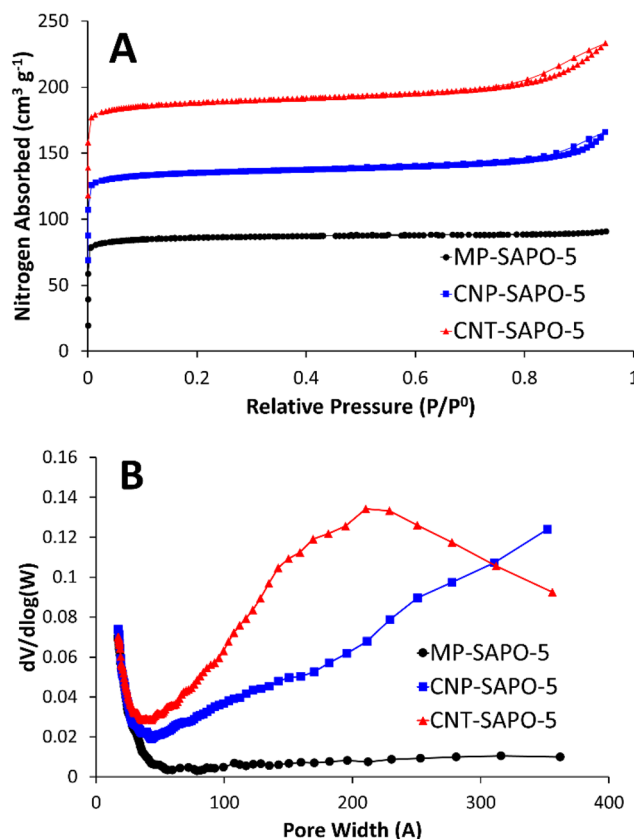 A
Nitrogen Absorbed (cm³ g⁻¹)
250
200
150
100
50
0
MP-SAPO-5
CNP-SAPO-5
CNT-SAPO-5
0 0.2 0.4 0.6 0.8 1
Relative Pressure (P/P⁰)
B
dV/dlog(W)
0.16
0.14
0.12
0.1
0.08
0.06
0.04
0.02
0
MP-SAPO-5
CNP-SAPO-5
CNT-SAPO-5
0 100 200 300 400
Pore Width (A)